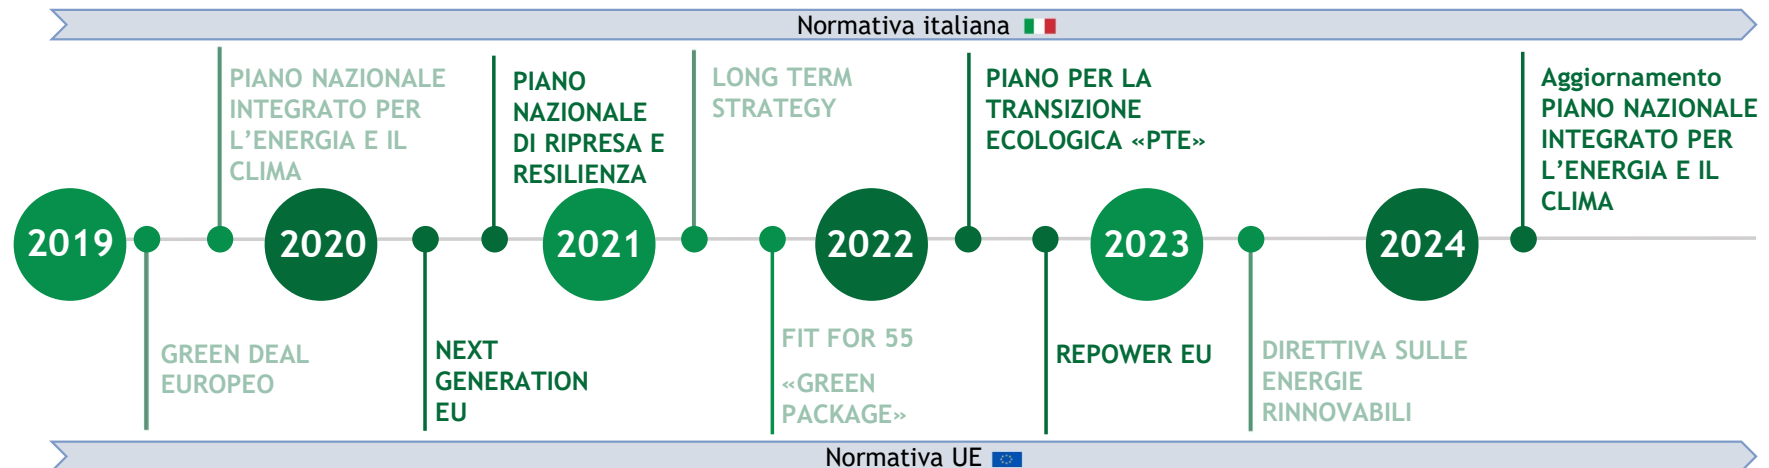 Normativa italiana
PIANO NAZIONALE
INTEGRATO PER
L’ENERGIA E IL
CLIMA
PIANO
NAZIONALE
DI RIPRESA E
RESILIENZA
LONG TERM
STRATEGY
PIANO PER LA
TRANSIZIONE
ECOLOGICA «PTE»
Aggiornamento
PIANO NAZIONALE
INTEGRATO PER
L’ENERGIA E IL
CLIMA
2019
2020
2021
2022
2023
2024
GREEN DEAL
EUROPEO
NEXT
GENERATION
EU
FIT FOR 55
«GREEN
PACKAGE»
REPOWER EU
DIRETTIVA SULLE
ENERGIE
RINNOVABILI
Normativa UE